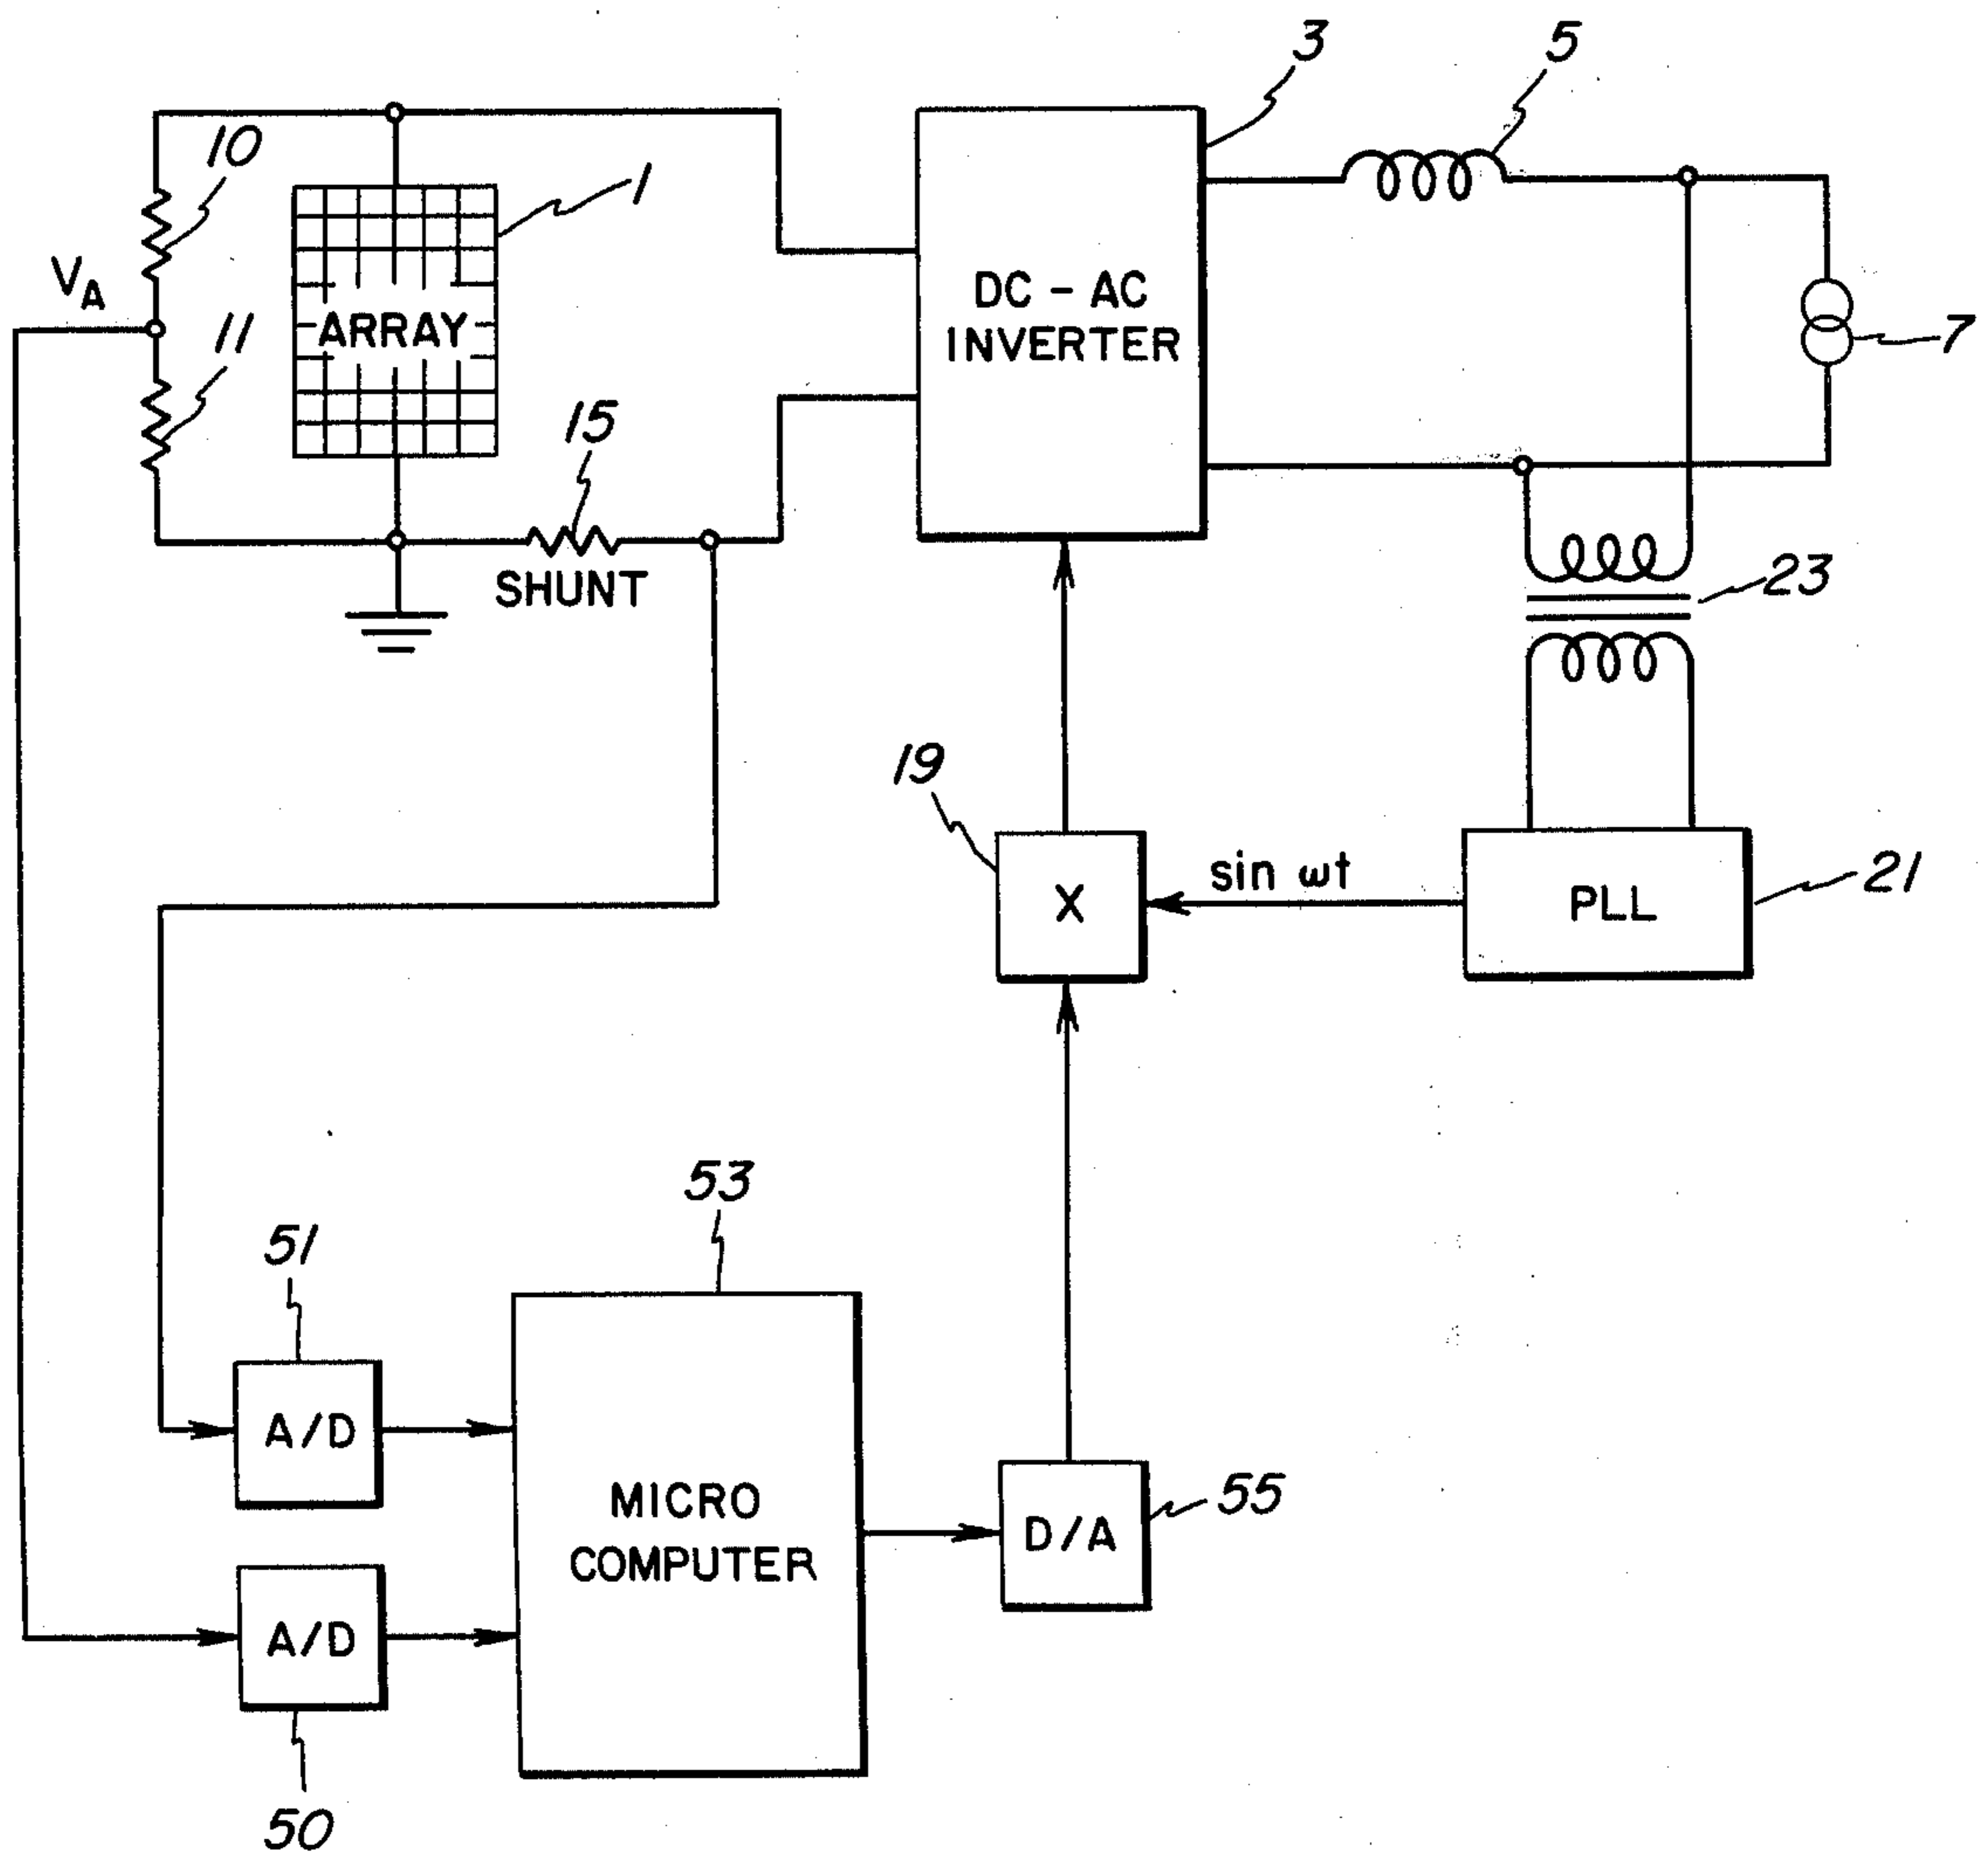 3
5
10
1
V_A
ARRAY
11
DC – AC
INVERTER
7
15
SHUNT
23
19
X
sin ωt
PLL
21
53
51
A/D
MICRO
COMPUTER
D/A
55
A/D
50